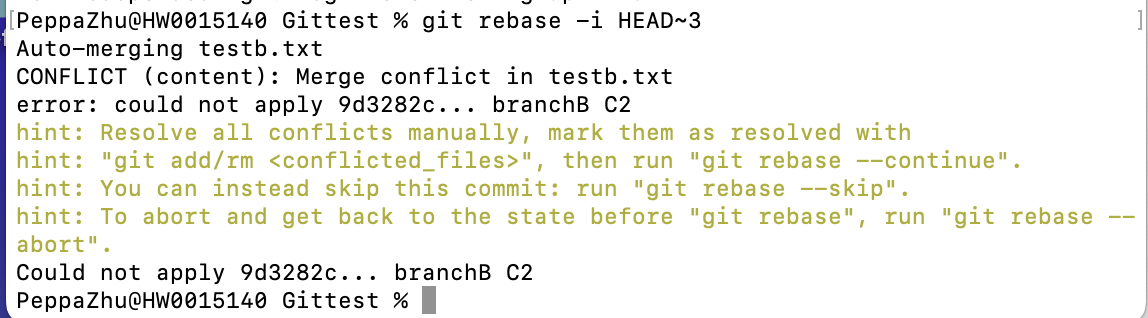 [PeppaZhu@HW0015140 Gittest % git rebase -i HEAD~3 ]
Auto-merging testb.txt
CONFLICT (content): Merge conflict in testb.txt
error: could not apply 9d3282c... branchB C2
hint: Resolve all conflicts manually, mark them as resolved with
hint: "git add/rm <conflicted_files>", then run "git rebase --continue".
hint: You can instead skip this commit: run "git rebase --skip".
hint: To abort and get back to the state before "git rebase", run "git rebase --
abort".
Could not apply 9d3282c... branchB C2
PeppaZhu@HW0015140 Gittest %